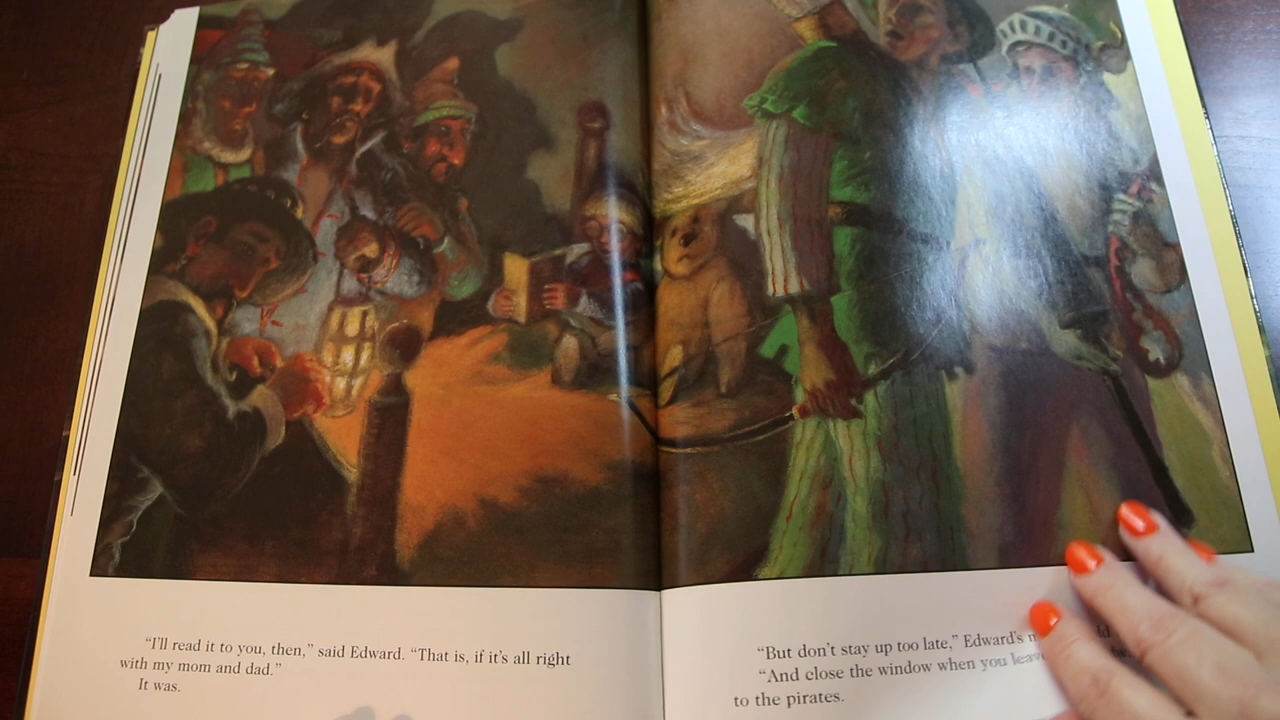 “I’ll read it to you, then,” said Edward. “That is, if it’s all right
with my mom and dad.”
It was.
“But don’t stay up too late,” Edward’s
“And close the window when you leave
to the pirates.